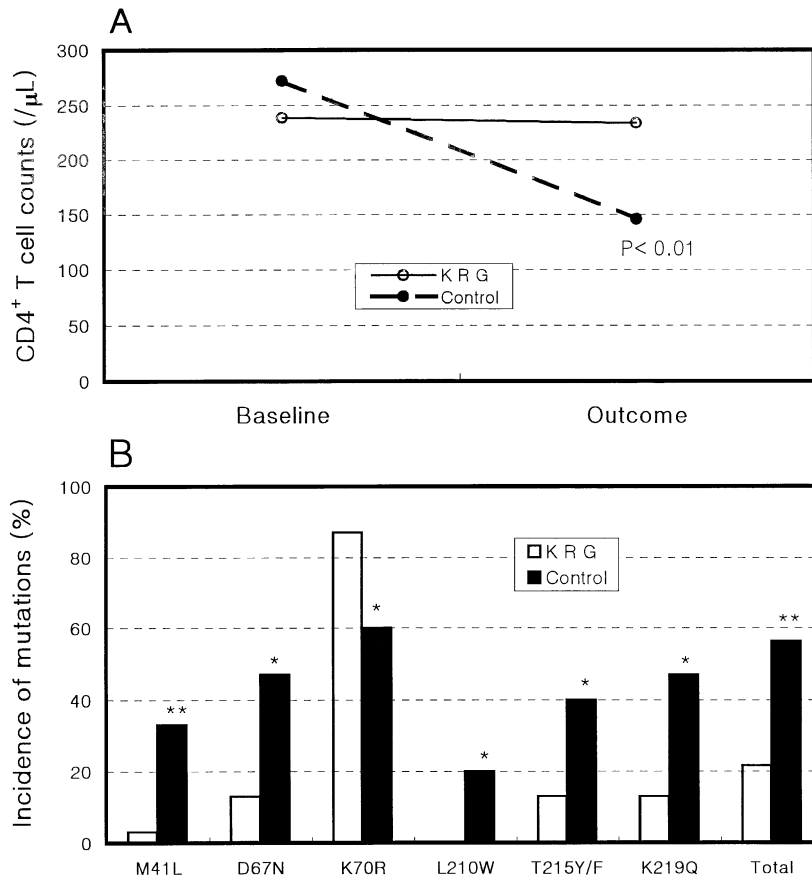 A
CD4+ T cell counts (/μL)
300
250
200
150
100
50
0
P< 0.01
K R G
Control
Baseline Outcome
B
Incidence of mutations (%)
100
80
60
40
20
0
K R G
Control
** * * * * * **
M41L D67N K70R L210W T215Y/F K219Q Total